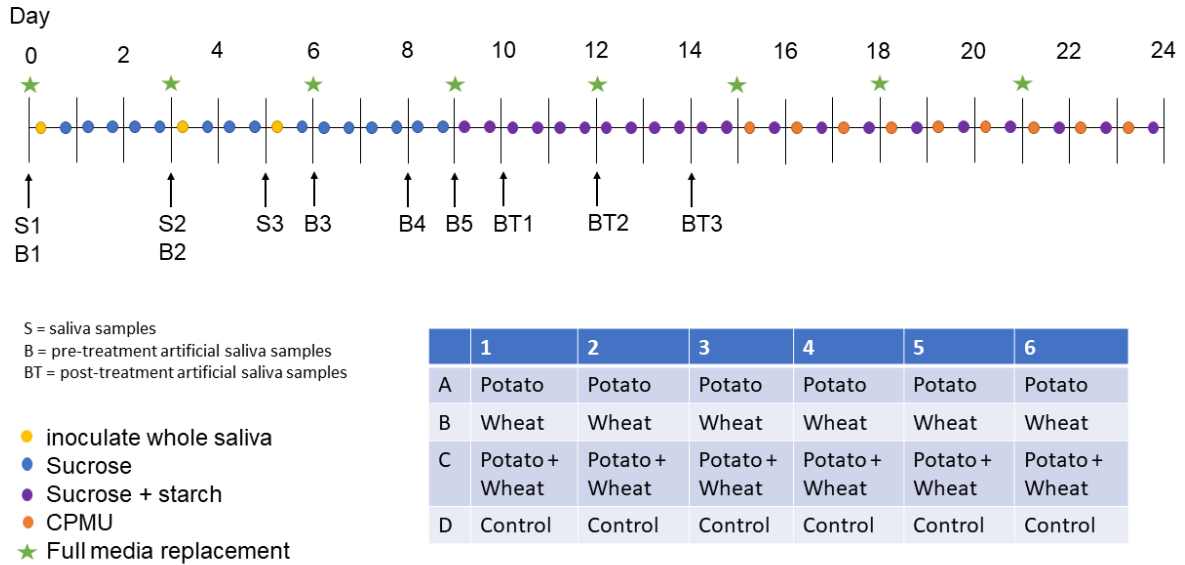 Day
0 2 4 6 8 10 12 14 16 18 20 22 24
S1 S2 S3 B3 B4 B5 BT1 BT2 BT3
B1 B2
S = saliva samples
B = pre-treatment artificial saliva samples
BT = post-treatment artificial saliva samples
inoculate whole saliva
Sucrose
Sucrose + starch
CPMU
Full media replacement
1 2 3 4 5 6
A Potato Potato Potato Potato Potato Potato
B Wheat Wheat Wheat Wheat Wheat Wheat
C Potato + Potato + Potato + Potato + Potato + Potato +
Wheat Wheat Wheat Wheat Wheat Wheat
D Control Control Control Control Control Control